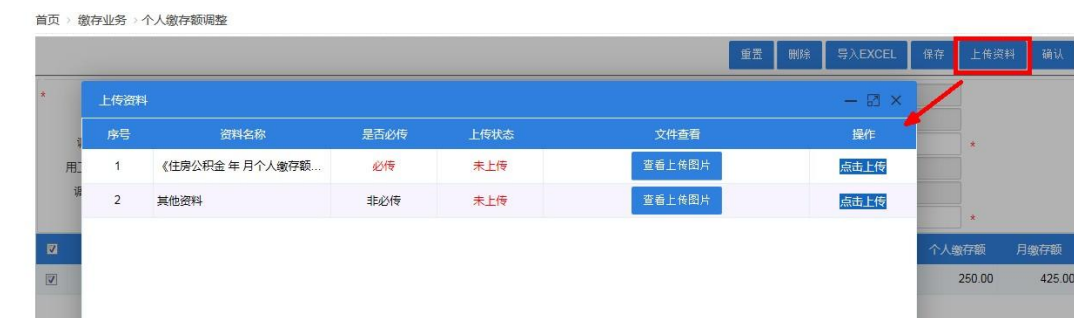 首页 > 缴存业务 > 个人缴存额调整
重置 删除 导入EXCEL 保存 上传资料 确认
* 上传资料
序号 资料名称 是否必传 上传状态 文件查看 操作
1 《住房公积金 年 月个人缴存额... 必传 未上传 查看上传图片 点击上传
*
用
2 其他资料 非必传 未上传 查看上传图片 点击上传
*
个人缴存额 月缴存额
250.00 425.00